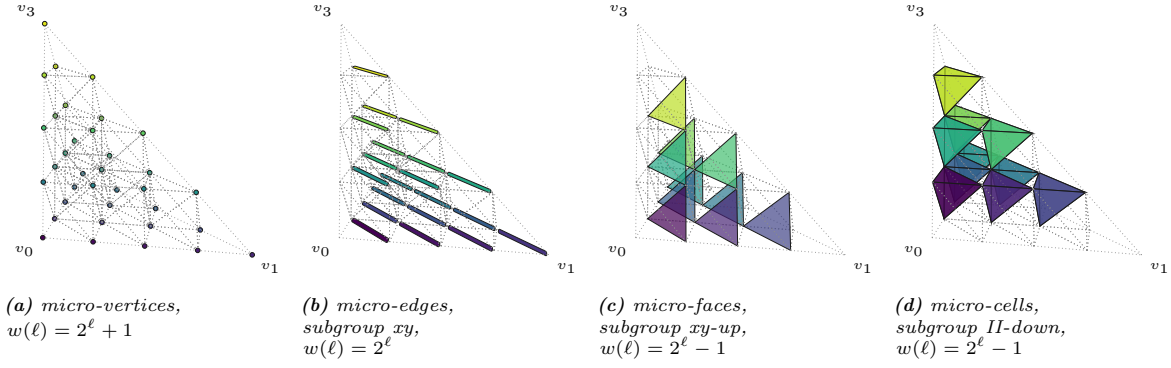 v₃
v₀
v₁
(a) micro-vertices,
w(ℓ) = 2^ℓ + 1
v₃
v₀
v₁
(b) micro-edges,
subgroup xy,
w(ℓ) = 2^ℓ
v₃
v₀
v₁
(c) micro-faces,
subgroup xy-up,
w(ℓ) = 2^ℓ − 1
v₃
v₀
v₁
(d) micro-cells,
subgroup II-down,
w(ℓ) = 2^ℓ − 1